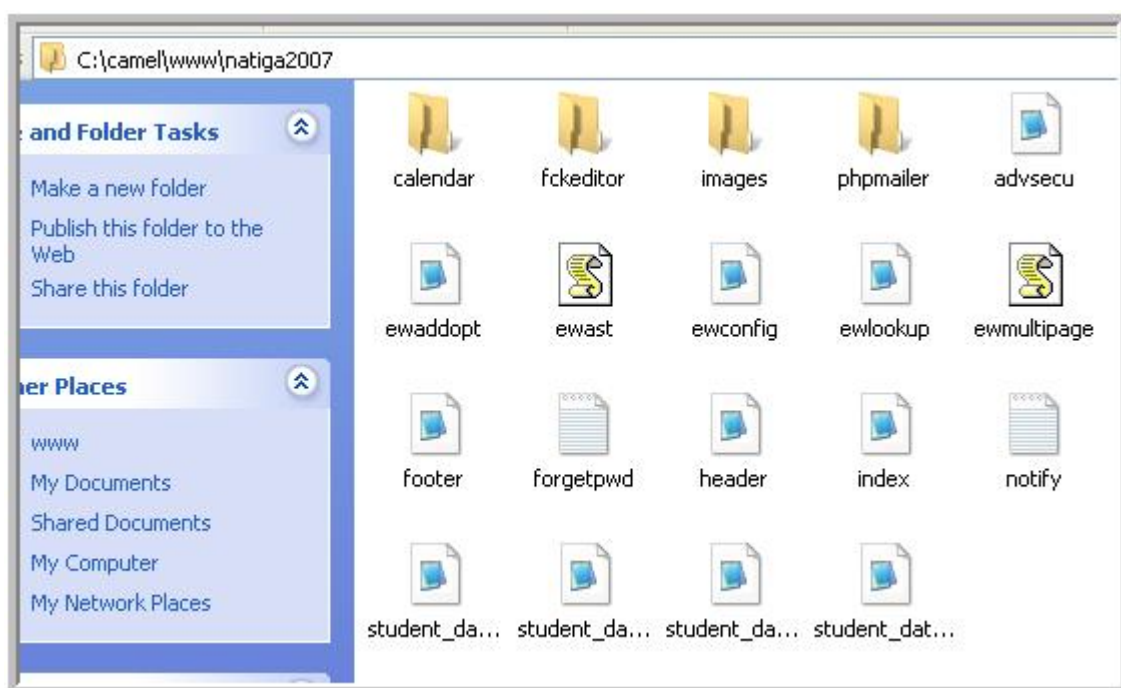 C:\camel\www\natiga2007
and Folder Tasks
Make a new folder
Publish this folder to the
Web
Share this folder
Places
www
My Documents
Shared Documents
My Computer
My Network Places
calendar fckeditor images phpmailer advsecu
ewaddopt ewast ewconfig ewlookup ewmultipage
footer forgetpwd header index notify
student_da... student_da... student_da... student_dat...